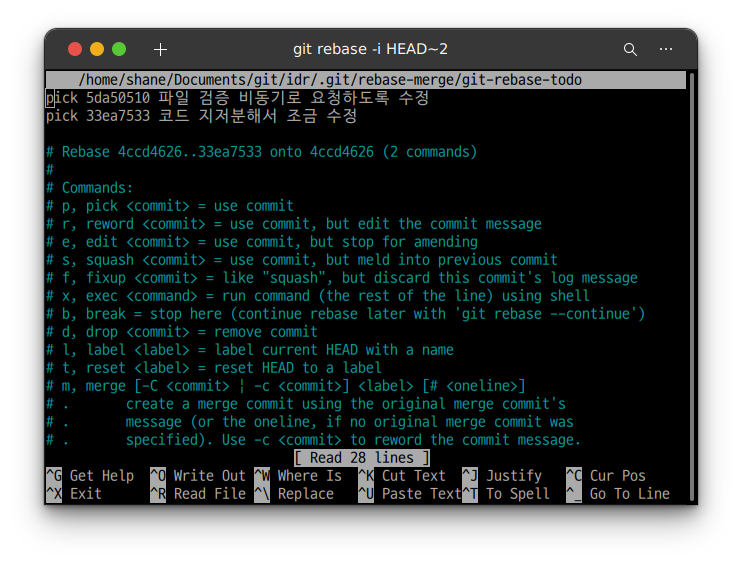 git rebase -i HEAD~2
/home/shane/Documents/git/idr/.git/rebase-merge/git-rebase-todo
pick 5da50510 파일 검증 비동기로 요청하도록 수정
pick 33ea7533 코드 지저분해서 조금 수정
# Rebase 4ccd4626..33ea7533 onto 4ccd4626 (2 commands)
#
# Commands:
# p, pick <commit> = use commit
# r, reword <commit> = use commit, but edit the commit message
# e, edit <commit> = use commit, but stop for amending
# s, squash <commit> = use commit, but meld into previous commit
# f, fixup <commit> = like "squash", but discard this commit's log message
# x, exec <command> = run command (the rest of the line) using shell
# b, break = stop here (continue rebase later with 'git rebase --continue')
# d, drop <commit> = remove commit
# l, label <label> = label current HEAD with a name
# t, reset <label> = reset HEAD to a label
# m, merge [-C <commit> ¦ -c <commit>] <label> [# <oneline>]
# .       create a merge commit using the original merge commit's
# .       message (or the oneline, if no original merge commit was
# .       specified). Use -c <commit> to reword the commit message.
[ Read 28 lines ]
^G Get Help  ^O Write Out ^W Where Is  ^K Cut Text  ^J Justify   ^C Cur Pos
^X Exit      ^R Read File ^\ Replace   ^U Paste Text^T To Spell  ^_ Go To Line